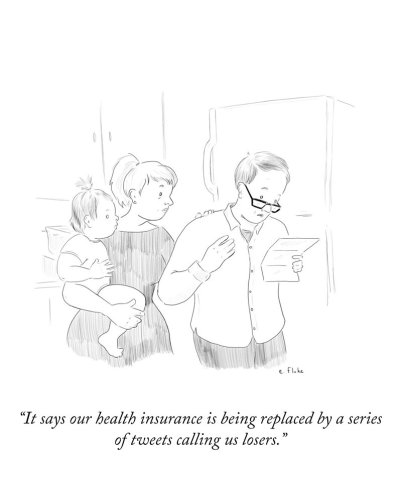 e. flake
“It says our health insurance is being replaced by a series
of tweets calling us losers.”